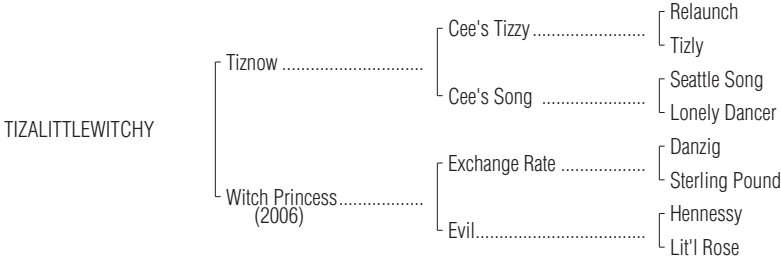 Relaunch
Cee's Tizzy........................
Tizly
Tiznow ..............................
Seattle Song
Cee's Song ......................
Lonely Dancer
TIZALITTLEWITCHY
Danzig
Exchange Rate ..................
Sterling Pound
Witch Princess..................
(2006)
Hennessy
Evil....................................
Lit'l Rose